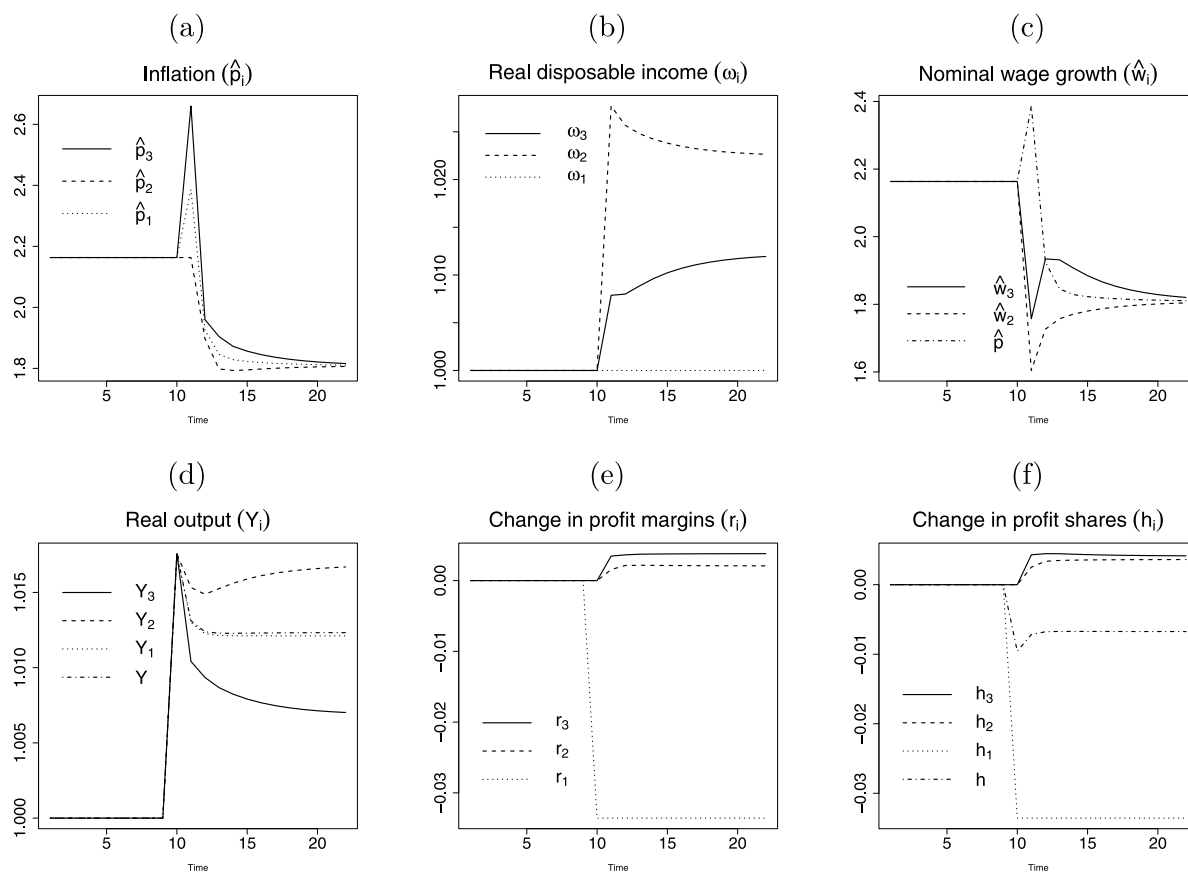 (a)
Inflation (p̂ᵢ)
2.6
2.4
2.2
2.0
1.8
p̂₃
p̂₂
p̂₁
5 10 15 20
Time
(b)
Real disposable income (ωᵢ)
1.020
1.010
1.000
ω₃
ω₂
ω₁
5 10 15 20
Time
(c)
Nominal wage growth (ŵᵢ)
2.4
2.2
2.0
1.8
1.6
ŵ₃
ŵ₂
p̂
5 10 15 20
Time
(d)
Real output (Yᵢ)
1.015
1.010
1.005
1.000
Y₃
Y₂
Y₁
Y
5 10 15 20
Time
(e)
Change in profit margins (rᵢ)
0.00
−0.01
−0.02
−0.03
r₃
r₂
r₁
5 10 15 20
Time
(f)
Change in profit shares (hᵢ)
0.00
−0.01
−0.02
−0.03
h₃
h₂
h₁
h
5 10 15 20
Time